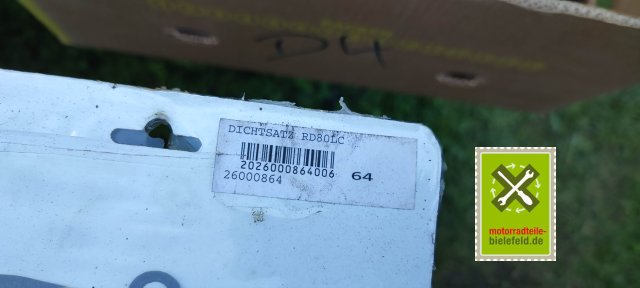 D4
DICHTSATZ RD80LC
2026000864006
64
26000864
motorradteile-
bielefeld.de